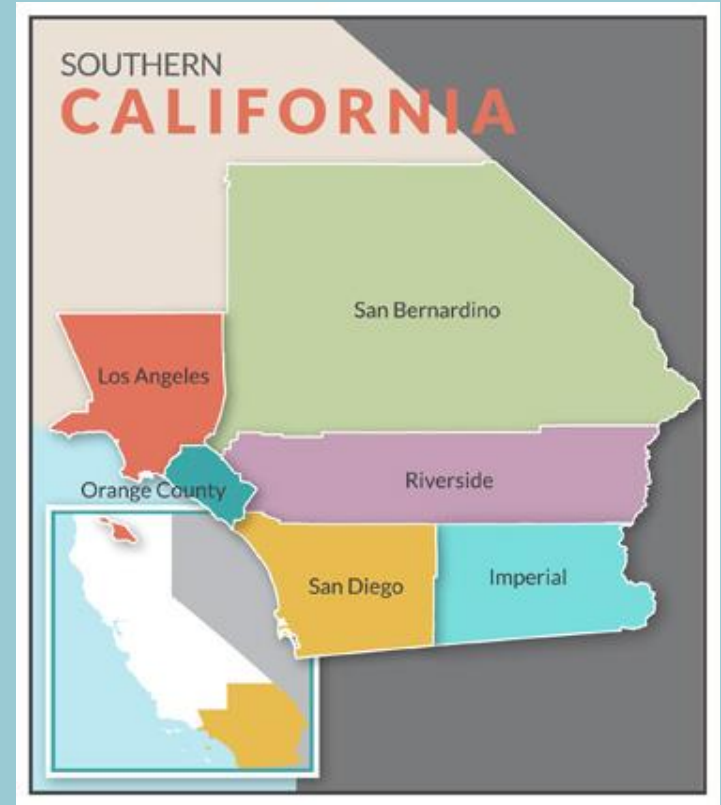 SOUTHERN
CALIFORNIA
San Bernardino
Los Angeles
Orange County
Riverside
San Diego
Imperial